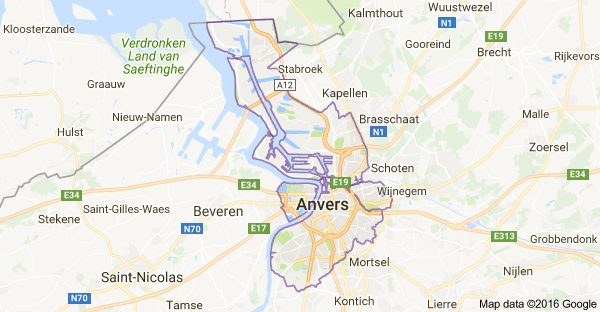 Kloosterzande
Kalmthout
Wuustwezel
N1
E19
Gooreind
Brecht
Rijkevors
Verdronken
Land van
Saeftinghe
Stabroek
A12
Graauw
Kapellen
Nieuw-Namen
Brasschaat
N1
Malle
Hulst
Zoersel
Schoten
E34
E34
E19
E34
Wijnegem
Stekene
Saint-Gilles-Waes
Beveren
Anvers
N70
E17
E313
Grobbendonk
Mortsel
Saint-Nicolas
Nijlen
N70
Tamse
Kontich
Lierre
Map data ©2016 Google